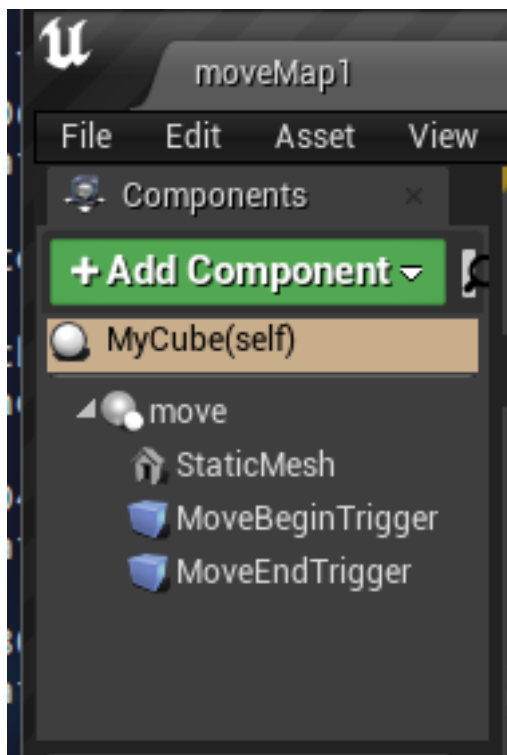 moveMap1
File Edit Asset View
Components
+ Add Component
MyCube(self)
move
StaticMesh
MoveBeginTrigger
MoveEndTrigger